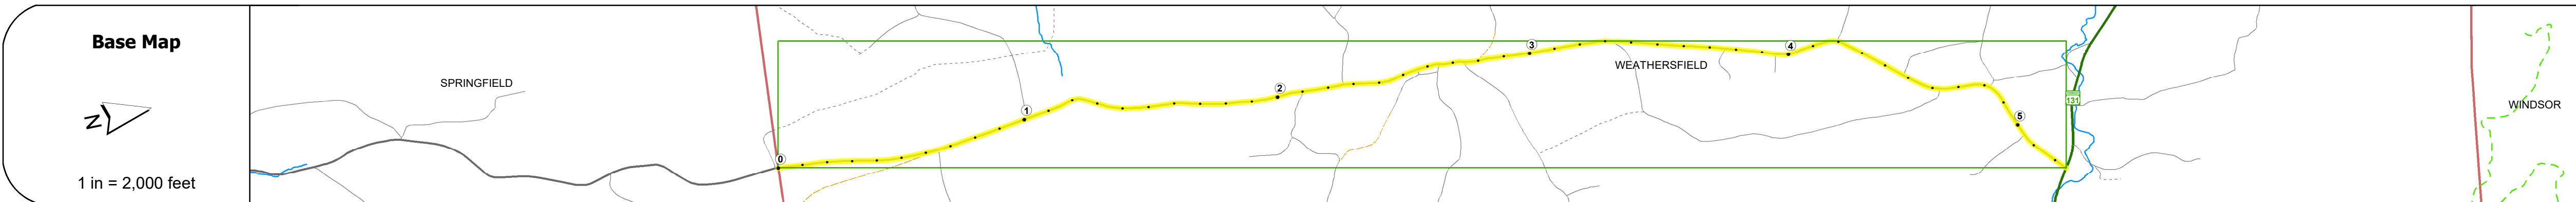 Base Map
N
1 in = 2,000 feet
SPRINGFIELD
0
1
2
3
WEATHERSFIELD
4
5
131
WINDSOR